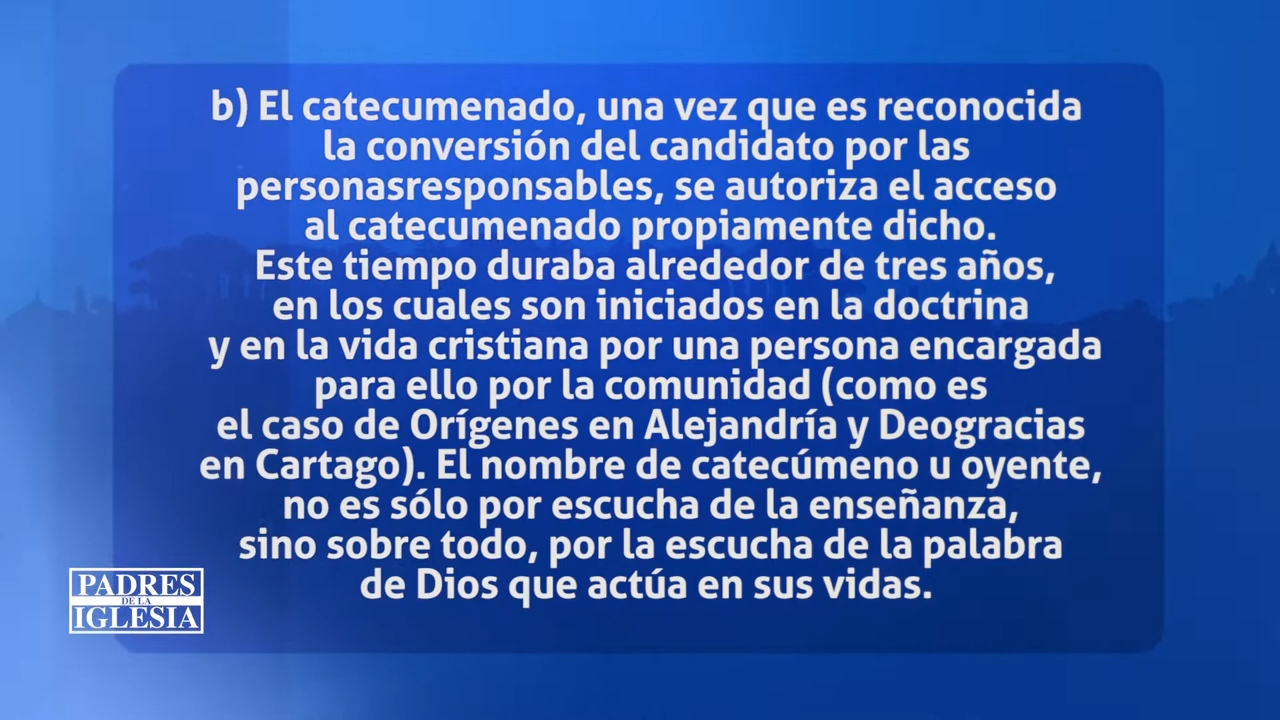 b) El catecumenado, una vez que es reconocida
la conversión del candidato por las
personasresponsables, se autoriza el acceso
al catecumenado propiamente dicho.
Este tiempo duraba alrededor de tres años,
en los cuales son iniciados en la doctrina
y en la vida cristiana por una persona encargada
para ello por la comunidad (como es
el caso de Orígenes en Alejandría y Deogracias
en Cartago). El nombre de catecúmeno u oyente,
no es sólo por escucha de la enseñanza,
sino sobre todo, por la escucha de la palabra
de Dios que actúa en sus vidas.
PADRES
DE LA
IGLESIA